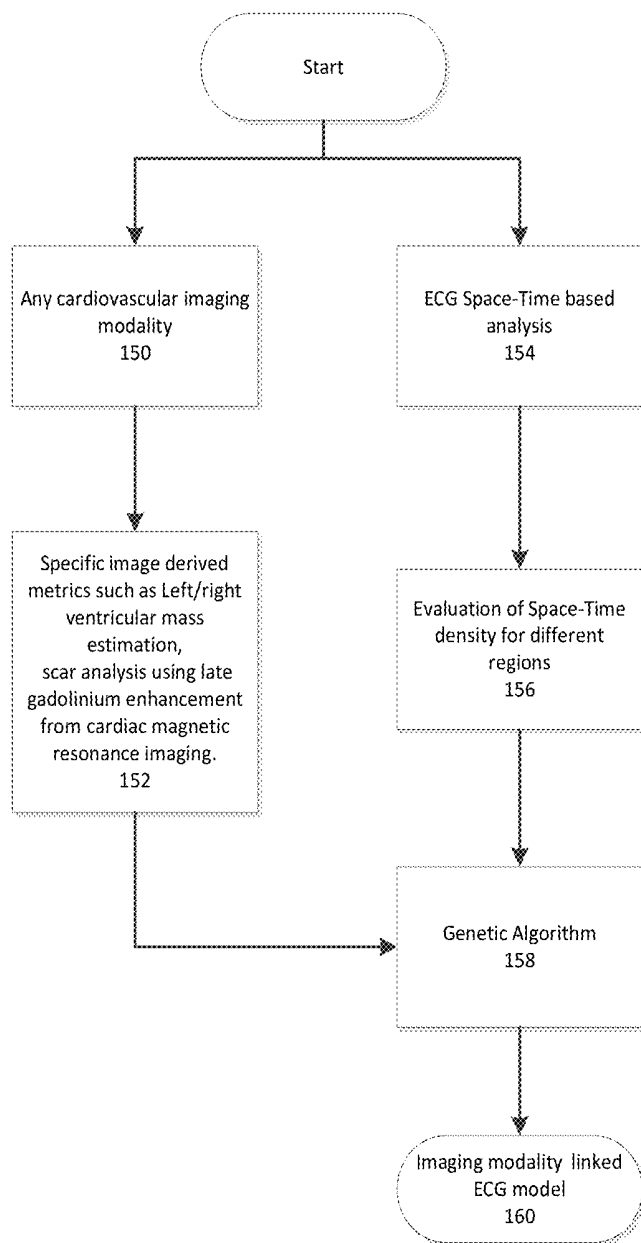 Start
Any cardiovascular imaging
modality
150
ECG Space-Time based
analysis
154
Specific image derived
metrics such as Left/right
ventricular mass
estimation,
scar analysis using late
gadolinium enhancement
from cardiac magnetic
resonance imaging.
152
Evaluation of Space-Time
density for different
regions
156
Genetic Algorithm
158
Imaging modality linked
ECG model
160